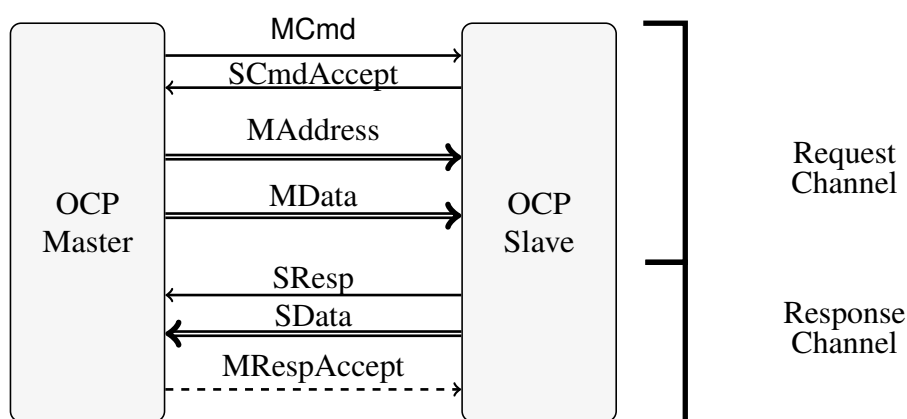 MCmd
SCmdAccept
MAddress
MData
OCP
Master
OCP
Slave
SResp
SData
MRespAccept
Request
Channel
Response
Channel